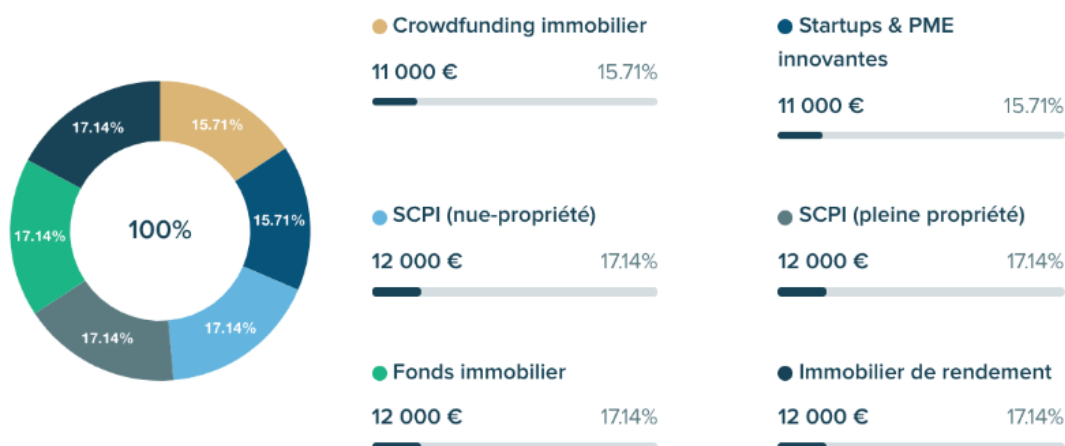 17.14%
15.71%
17.14%
100%
15.71%
17.14%
17.14%
Crowdfunding immobilier
11 000 € 15.71%
Startups & PME
innovantes
11 000 € 15.71%
SCPI (nue-propriété)
12 000 € 17.14%
SCPI (pleine propriété)
12 000 € 17.14%
Fonds immobilier
12 000 € 17.14%
Immobilier de rendement
12 000 € 17.14%